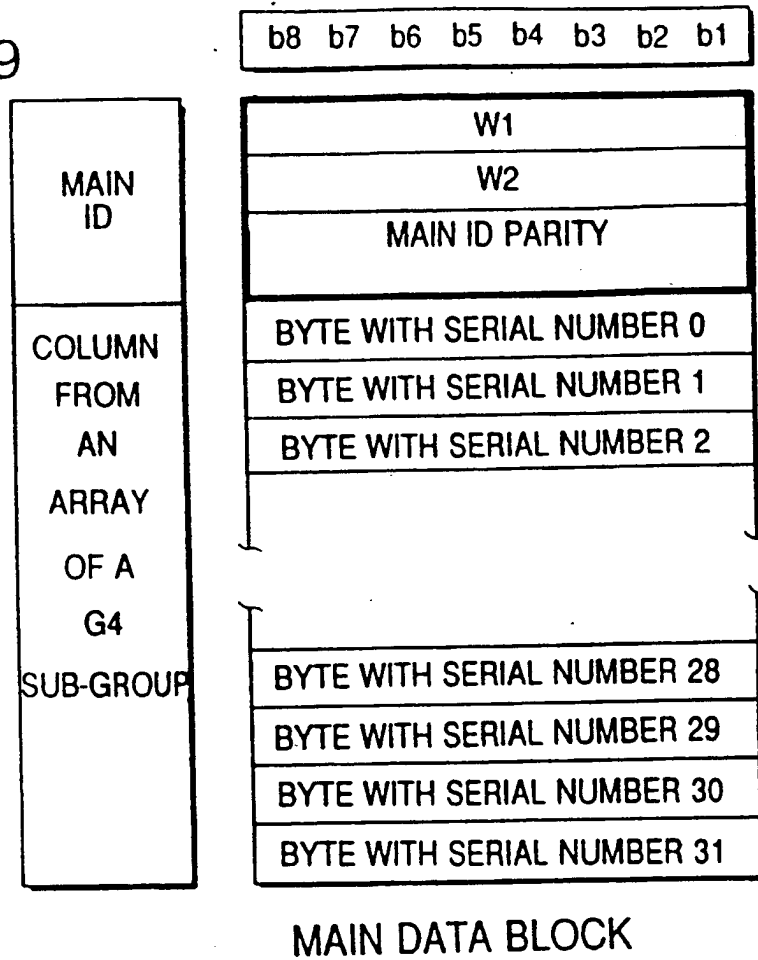 9
b8 b7 b6 b5 b4 b3 b2 b1
MAIN
ID
W1
W2
MAIN ID PARITY
COLUMN
FROM
AN
ARRAY
OF A
G4
SUB-GROUP
BYTE WITH SERIAL NUMBER 0
BYTE WITH SERIAL NUMBER 1
BYTE WITH SERIAL NUMBER 2
BYTE WITH SERIAL NUMBER 28
BYTE WITH SERIAL NUMBER 29
BYTE WITH SERIAL NUMBER 30
BYTE WITH SERIAL NUMBER 31
MAIN DATA BLOCK